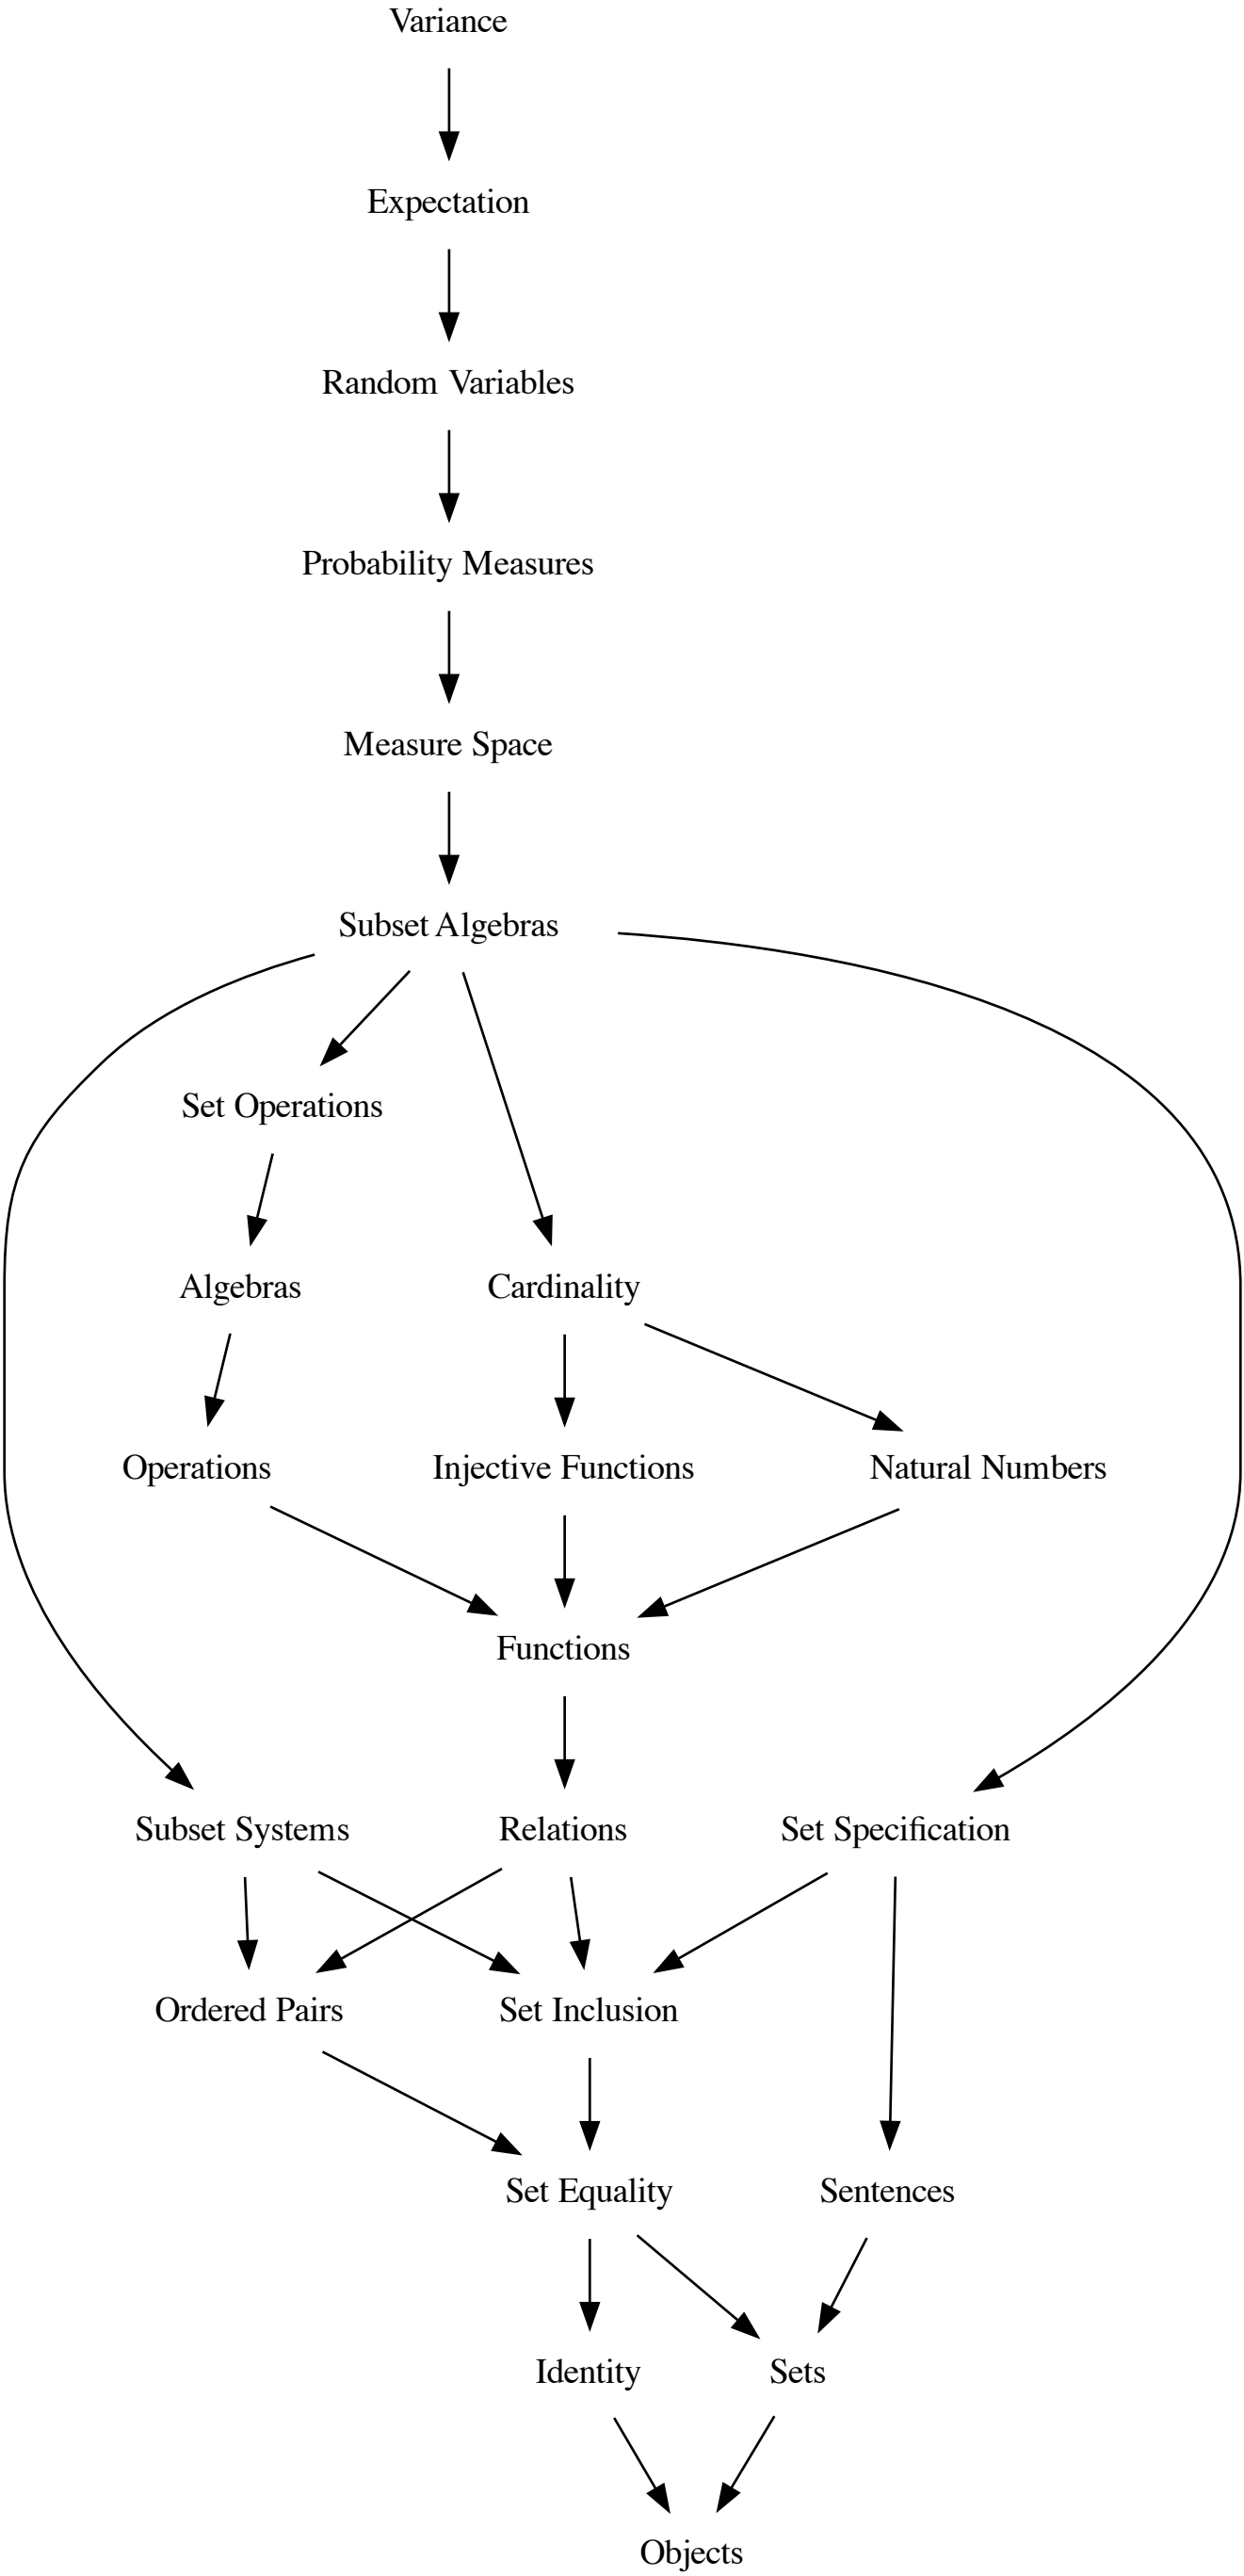 Variance
Expectation
Random Variables
Probability Measures
Measure Space
Subset Algebras
Set Operations
Algebras
Cardinality
Operations
Injective Functions
Natural Numbers
Functions
Subset Systems
Relations
Set Specification
Ordered Pairs
Set Inclusion
Set Equality
Sentences
Identity
Sets
Objects